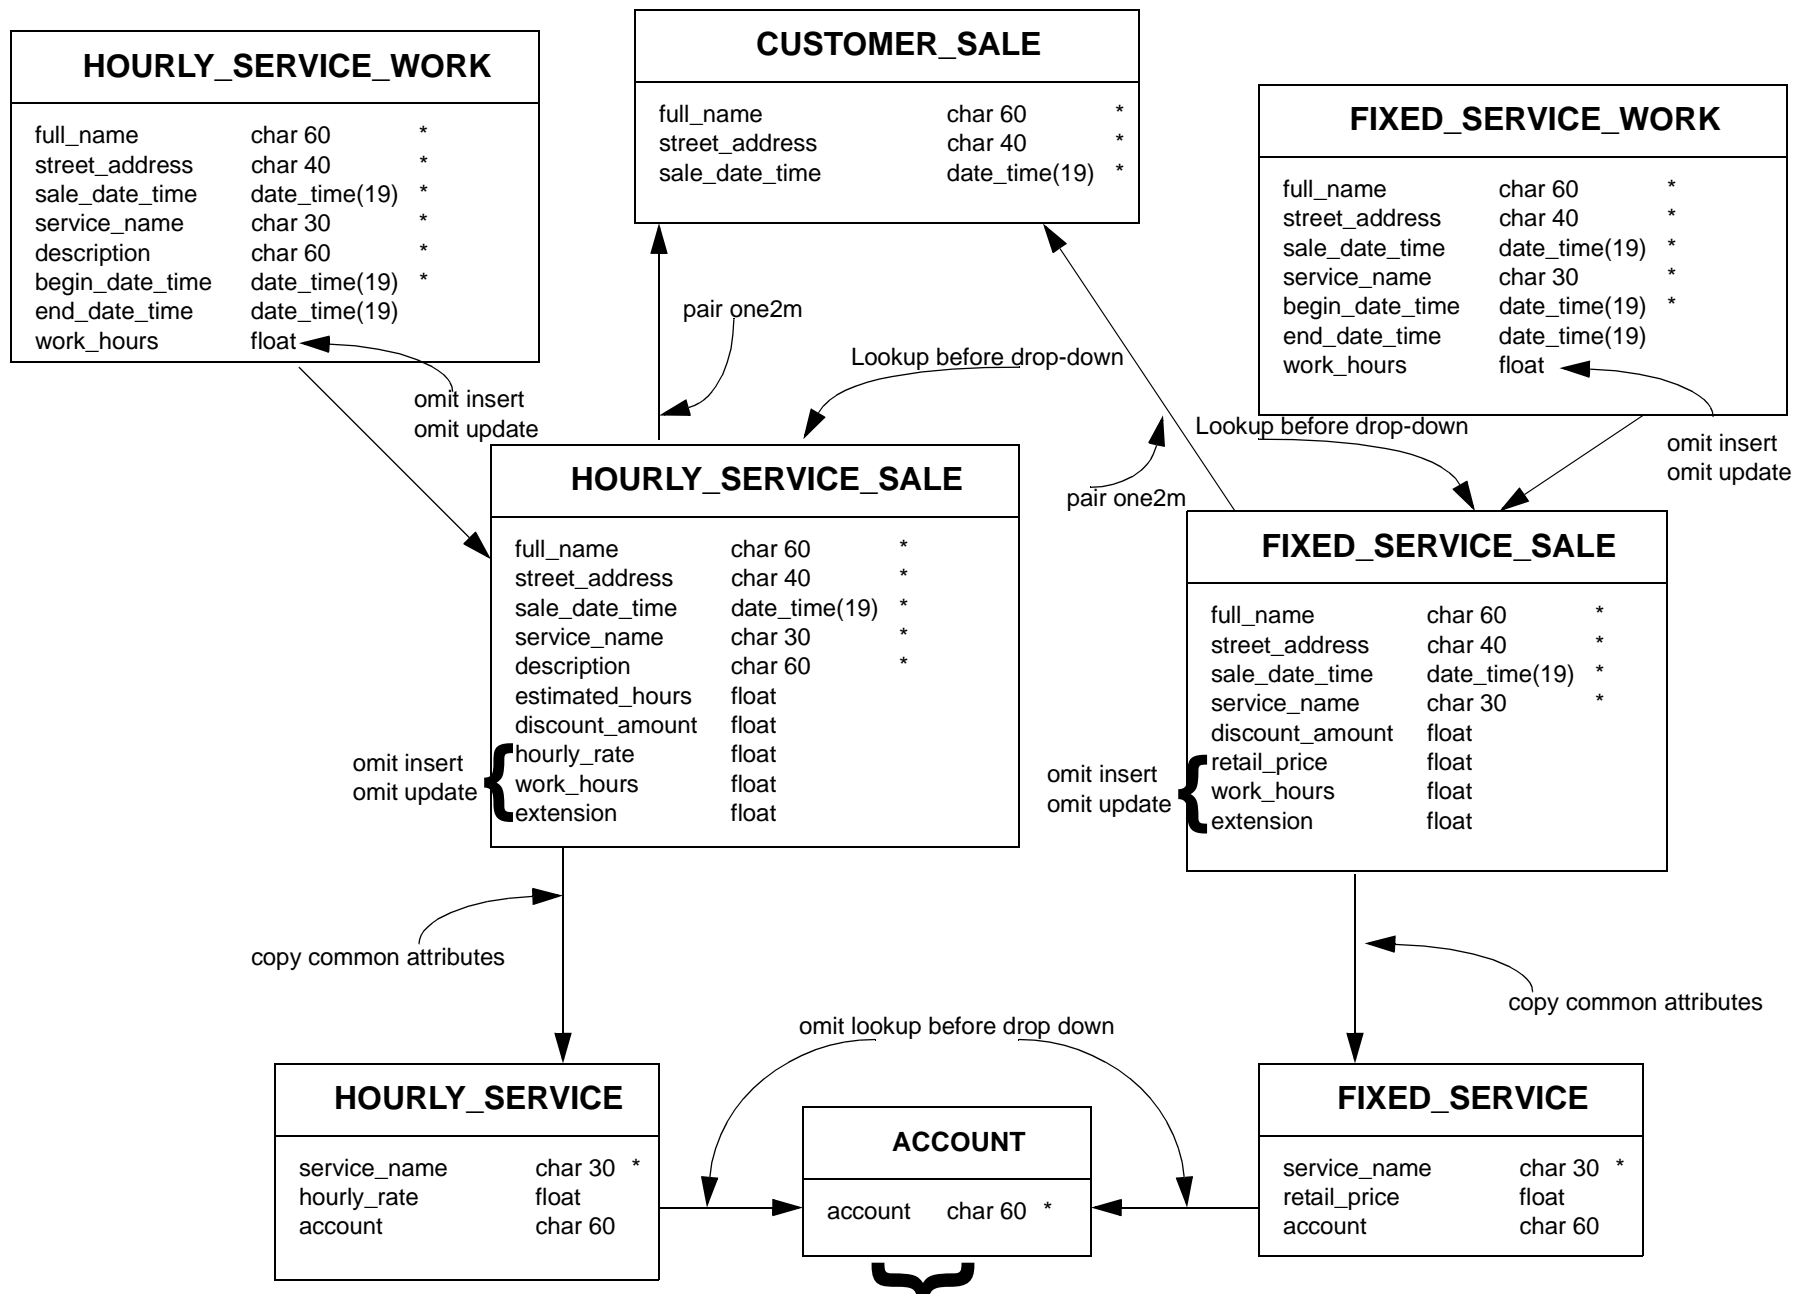 HOURLY_SERVICE_WORK
full_name char 60 *
street_address char 40 *
sale_date_time date_time(19) *
service_name char 30 *
description char 60 *
begin_date_time date_time(19) *
end_date_time date_time(19)
work_hours float
omit insert
omit update
CUSTOMER_SALE
full_name char 60 *
street_address char 40 *
sale_date_time date_time(19) *
FIXED_SERVICE_WORK
full_name char 60 *
street_address char 40 *
sale_date_time date_time(19) *
service_name char 30 *
begin_date_time date_time(19) *
end_date_time date_time(19)
work_hours float
omit insert
omit update
pair one2m
Lookup before drop-down
Lookup before drop-down
pair one2m
HOURLY_SERVICE_SALE
full_name char 60 *
street_address char 40 *
sale_date_time date_time(19) *
service_name char 30 *
description char 60 *
estimated_hours float
discount_amount float
hourly_rate float
work_hours float
extension float
omit insert
omit update
{
FIXED_SERVICE_SALE
full_name char 60 *
street_address char 40 *
sale_date_time date_time(19) *
service_name char 30 *
discount_amount float
retail_price float
work_hours float
extension float
omit insert
omit update
{
copy common attributes
copy common attributes
omit lookup before drop down
HOURLY_SERVICE
service_name char 30 *
hourly_rate float
account char 60
ACCOUNT
account char 60 *
FIXED_SERVICE
service_name char 30 *
retail_price float
account char 60